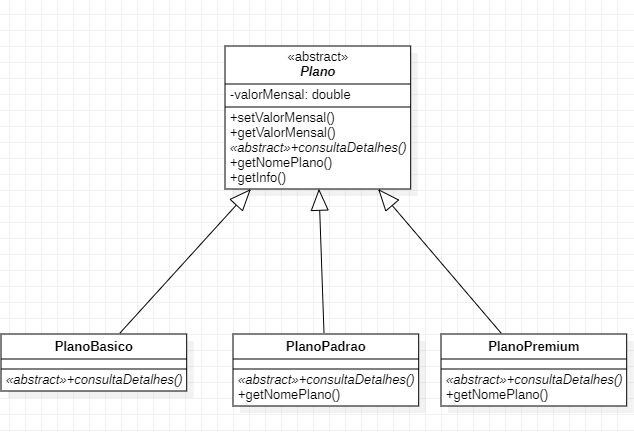 «abstract»
Plano
-valorMensal: double
+setValorMensal()
+getValorMensal()
«abstract»+consultaDetalhes()
+getNomePlano()
+getInfo()
PlanoBasico
«abstract»+consultaDetalhes()
PlanoPadrao
«abstract»+consultaDetalhes()
+getNomePlano()
PlanoPremium
«abstract»+consultaDetalhes()
+getNomePlano()